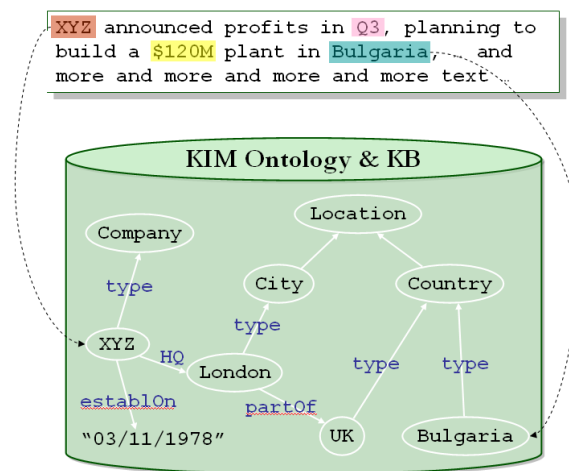 XYZ announced profits in Q3, planning to
build a $120M plant in Bulgaria, and
more and more and more and more text
KIM Ontology & KB
Location
Company
City
Country
type
type
XYZ
HQ
London
type
type
establOn
partOf
"03/11/1978"
UK
Bulgaria